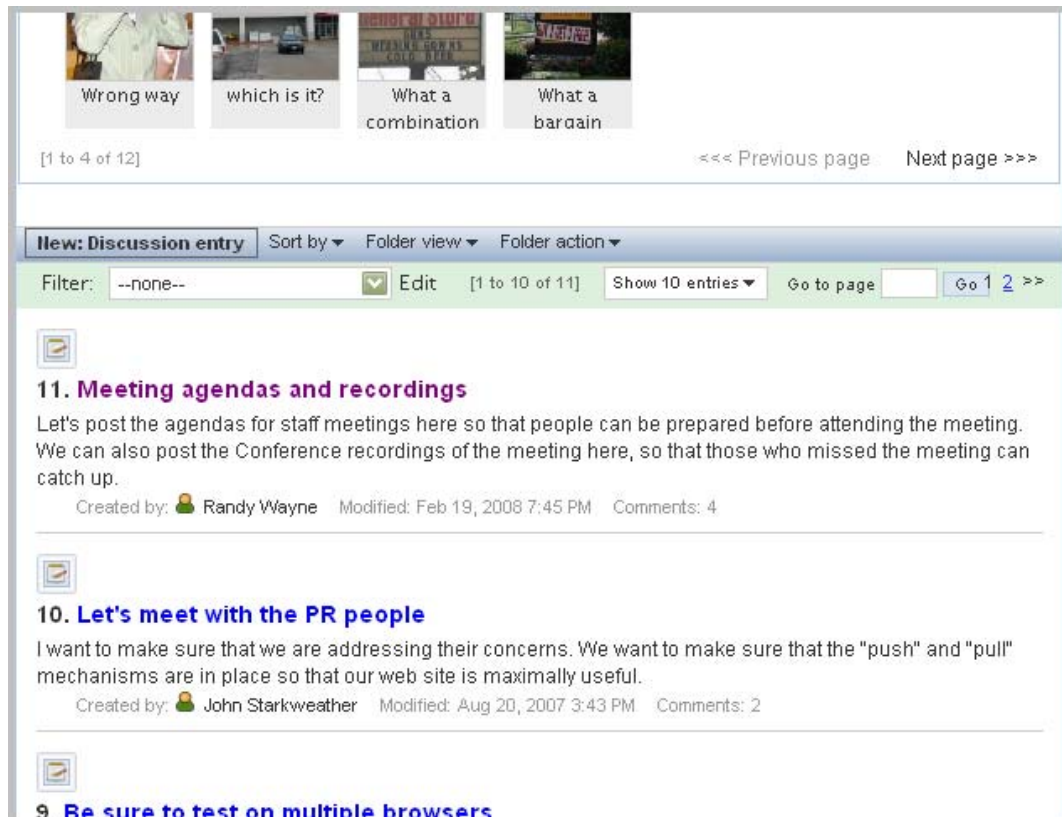 General Store
GUNS
WEDDING GOWNS
COLD BEER
Wrong way
which is it?
What a
combination
What a
bargain
[1 to 4 of 12]
<<< Previous page
Next page >>>
New: Discussion entry
Sort by
Folder view
Folder action
Filter:
--none--
Edit
[1 to 10 of 11]
Show 10 entries
Go to page
Go
1 2 >>
11. Meeting agendas and recordings
Let's post the agendas for staff meetings here so that people can be prepared before attending the meeting.
We can also post the Conference recordings of the meeting here, so that those who missed the meeting can
catch up.
Created by: Randy Wayne Modified: Feb 19, 2008 7:45 PM Comments: 4
10. Let's meet with the PR people
I want to make sure that we are addressing their concerns. We want to make sure that the "push" and "pull"
mechanisms are in place so that our web site is maximally useful.
Created by: John Starkweather Modified: Aug 20, 2007 3:43 PM Comments: 2
9. Be sure to test on multiple browsers